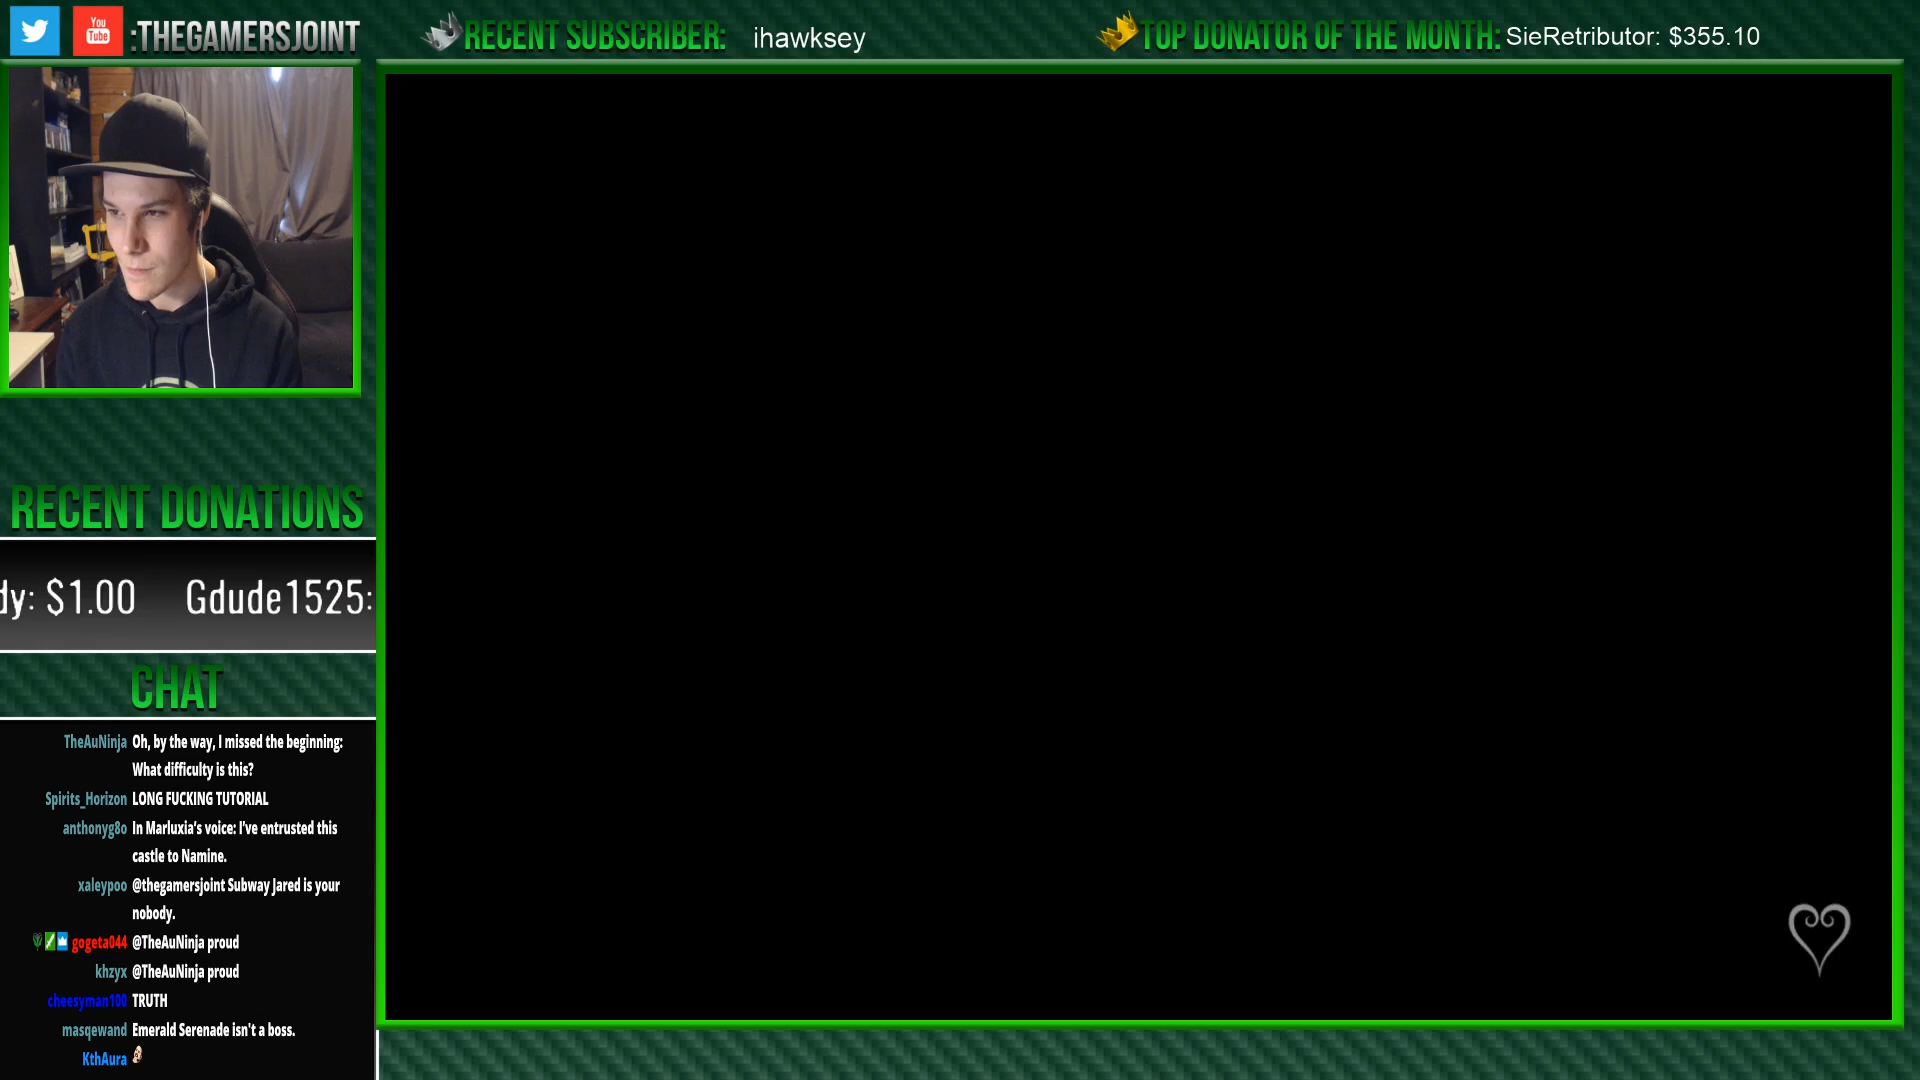 You
Tube
:THEGAMERSJOINT
RECENT SUBSCRIBER: ihawksey
TOP DONATOR OF THE MONTH: SieRetributor: $355.10
RECENT DONATIONS
dy: $1.00 Gdude1525:
CHAT
TheAuNinja Oh, by the way, I missed the beginning:
What difficulty is this?
Spirits_Horizon LONG FUCKING TUTORIAL
anthonyg8o In Marluxia's voice: I've entrusted this
castle to Namine.
xaleypoo @thegamersjoint Subway Jared is your
nobody.
gogeta044 @TheAuNinja proud
khzyx @TheAuNinja proud
cheesyman100 TRUTH
masqewand Emerald Serenade isn't a boss.
KthAura